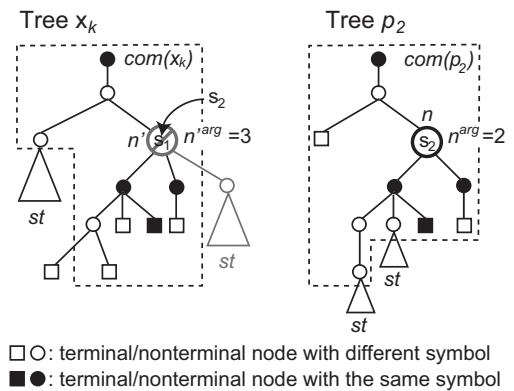 Tree x_k
Tree p_2
com(x_k)
com(p_2)
s_2
n
n'
s_1
n'^arg =3
s_2
n^arg =2
st
st
st
st
□○: terminal/nonterminal node with different symbol
■●: terminal/nonterminal node with the same symbol